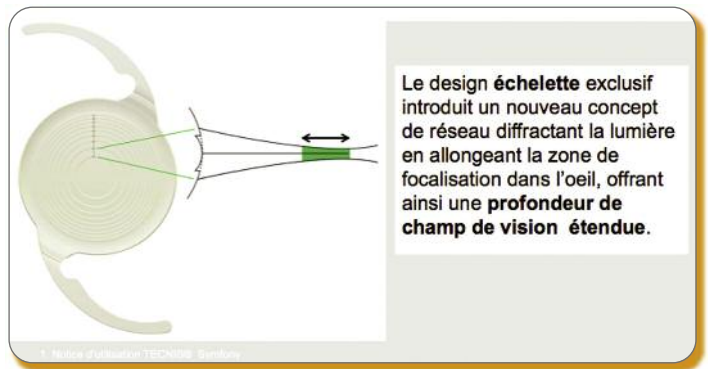 Le design échelette exclusif
introduit un nouveau concept
de réseau diffractant la lumière
en allongeant la zone de
focalisation dans l'oeil, offrant
ainsi une profondeur de
champ de vision étendue.
1. Notice d'utilisation TECNIS® Symfony